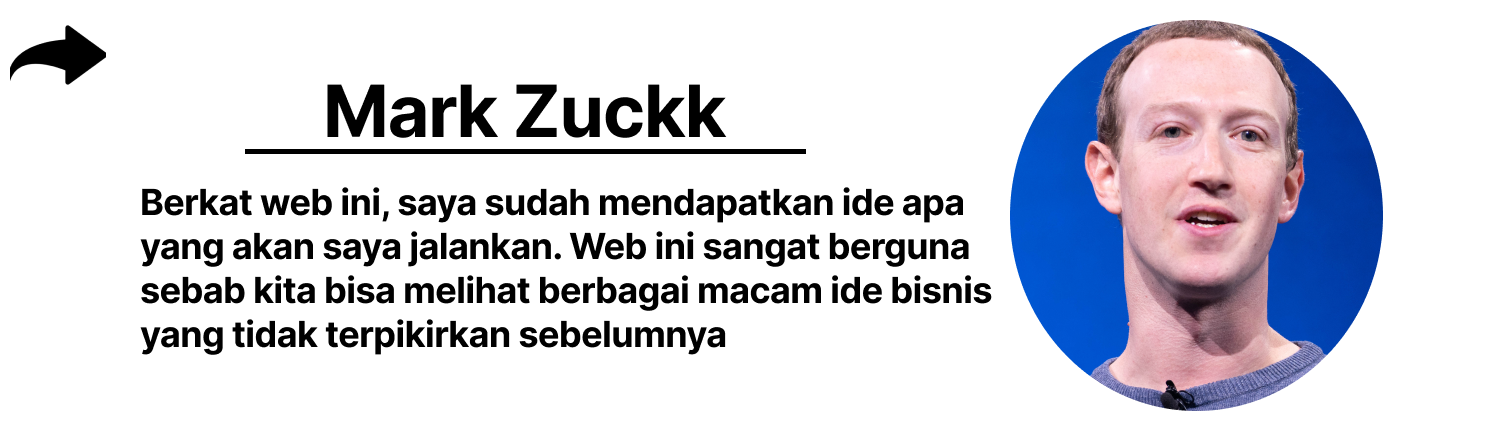 Mark Zuckk
Berkat web ini, saya sudah mendapatkan ide apa
yang akan saya jalankan. Web ini sangat berguna
sebab kita bisa melihat berbagai macam ide bisnis
yang tidak terpikirkan sebelumnya